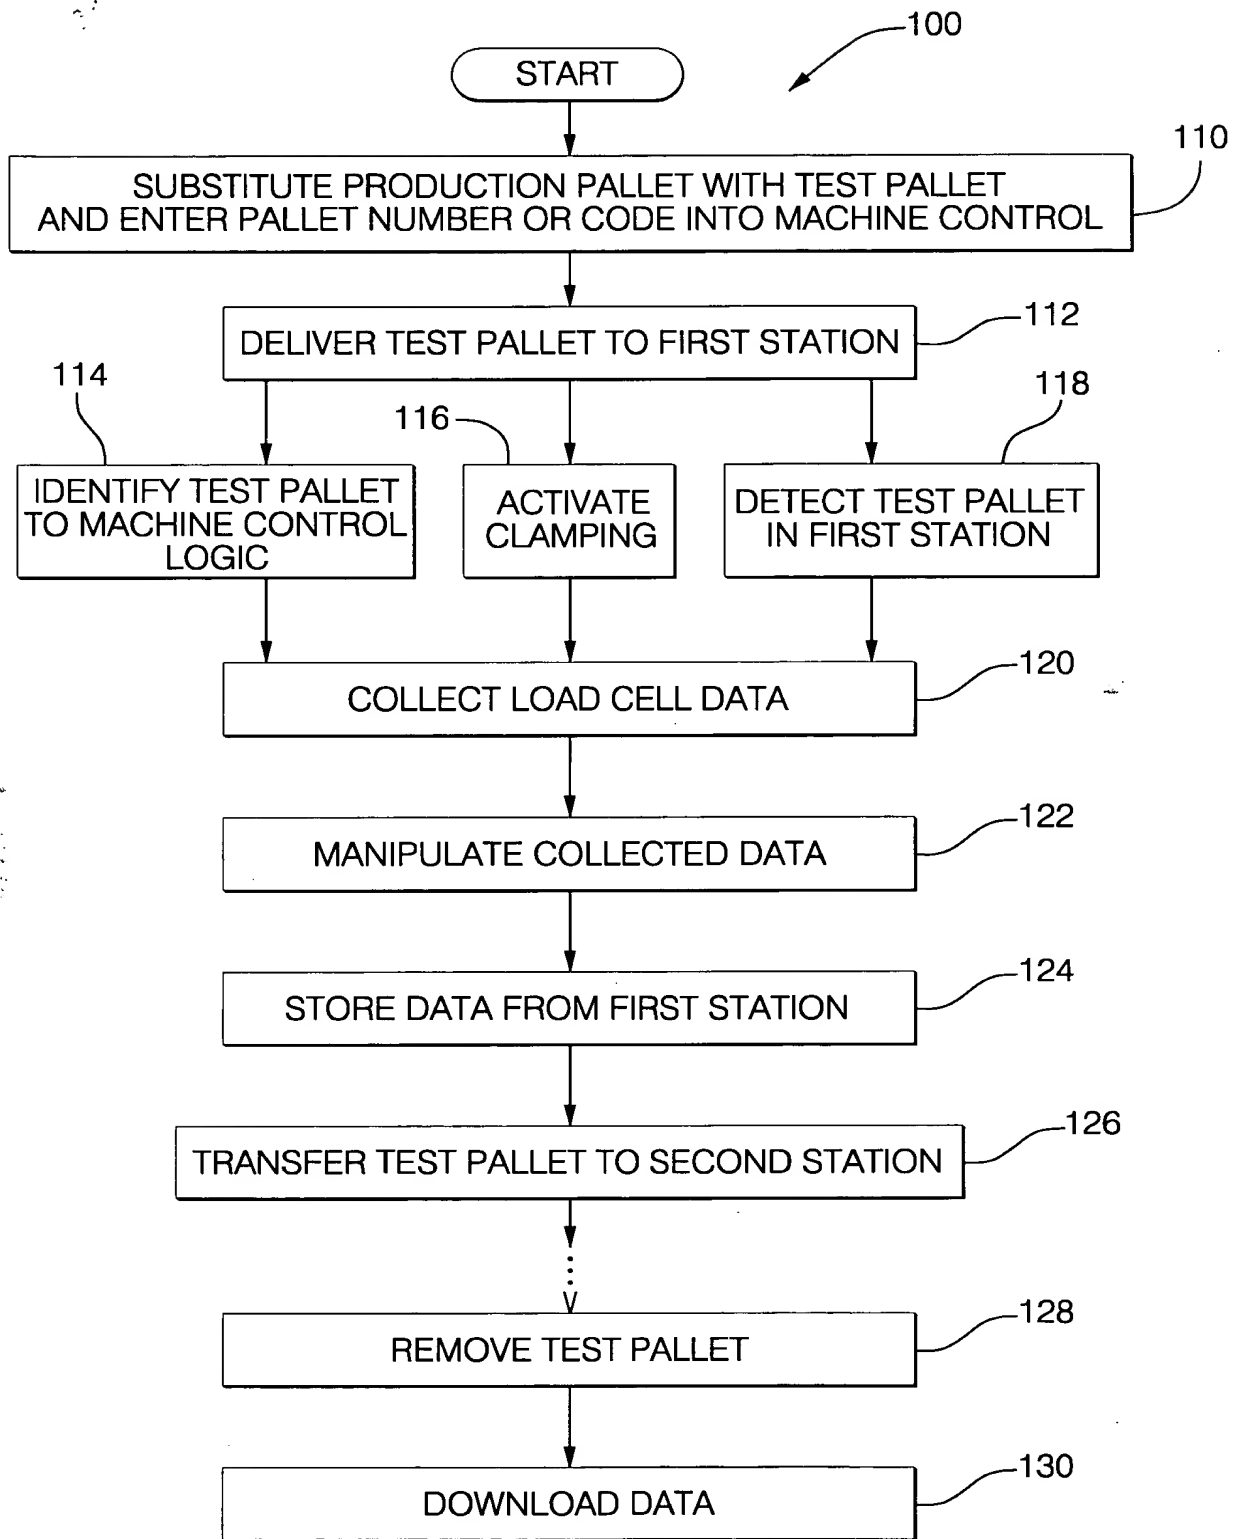 100
START
110
SUBSTITUTE PRODUCTION PALLET WITH TEST PALLET
AND ENTER PALLET NUMBER OR CODE INTO MACHINE CONTROL
112
DELIVER TEST PALLET TO FIRST STATION
114
116
118
IDENTIFY TEST PALLET
TO MACHINE CONTROL
LOGIC
ACTIVATE
CLAMPING
DETECT TEST PALLET
IN FIRST STATION
120
COLLECT LOAD CELL DATA
122
MANIPULATE COLLECTED DATA
124
STORE DATA FROM FIRST STATION
126
TRANSFER TEST PALLET TO SECOND STATION
128
REMOVE TEST PALLET
130
DOWNLOAD DATA